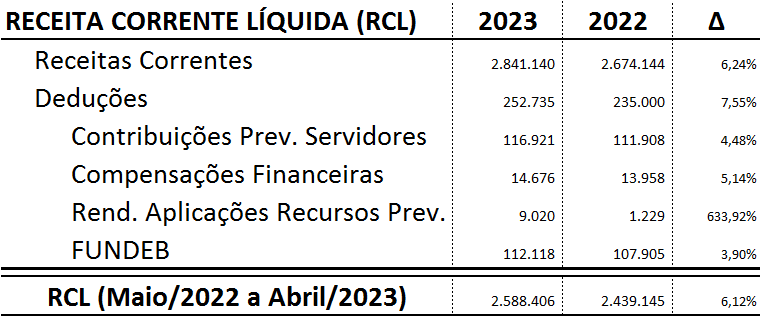 RECEITA CORRENTE LÍQUIDA (RCL) 2023 2022 Δ
Receitas Correntes 2.841.140 2.674.144 6,24%
Deduções 252.735 235.000 7,55%
Contribuições Prev. Servidores 116.921 111.908 4,48%
Compensações Financeiras 14.676 13.958 5,14%
Rend. Aplicações Recursos Prev. 9.020 1.229 633,92%
FUNDEB 112.118 107.905 3,90%
RCL (Maio/2022 a Abril/2023) 2.588.406 2.439.145 6,12%